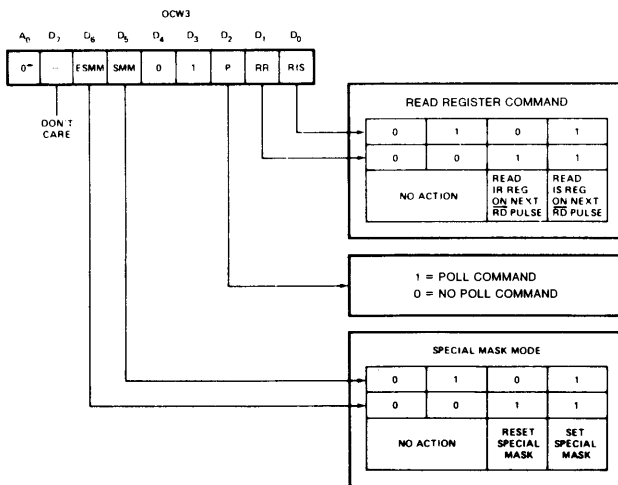 OCW3
A0 D7 D6 D5 D4 D3 D2 D1 D0
0 – ESMM SMM 0 1 P RR RIS
DON'T
CARE
READ REGISTER COMMAND
0 1 0 1
0 0 1 1
NO ACTION
READ
IR REG
ON NEXT
RD PULSE
READ
IS REG
ON NEXT
RD PULSE
1 = POLL COMMAND
0 = NO POLL COMMAND
SPECIAL MASK MODE
0 1 0 1
0 0 1 1
NO ACTION
RESET
SPECIAL
MASK
SET
SPECIAL
MASK